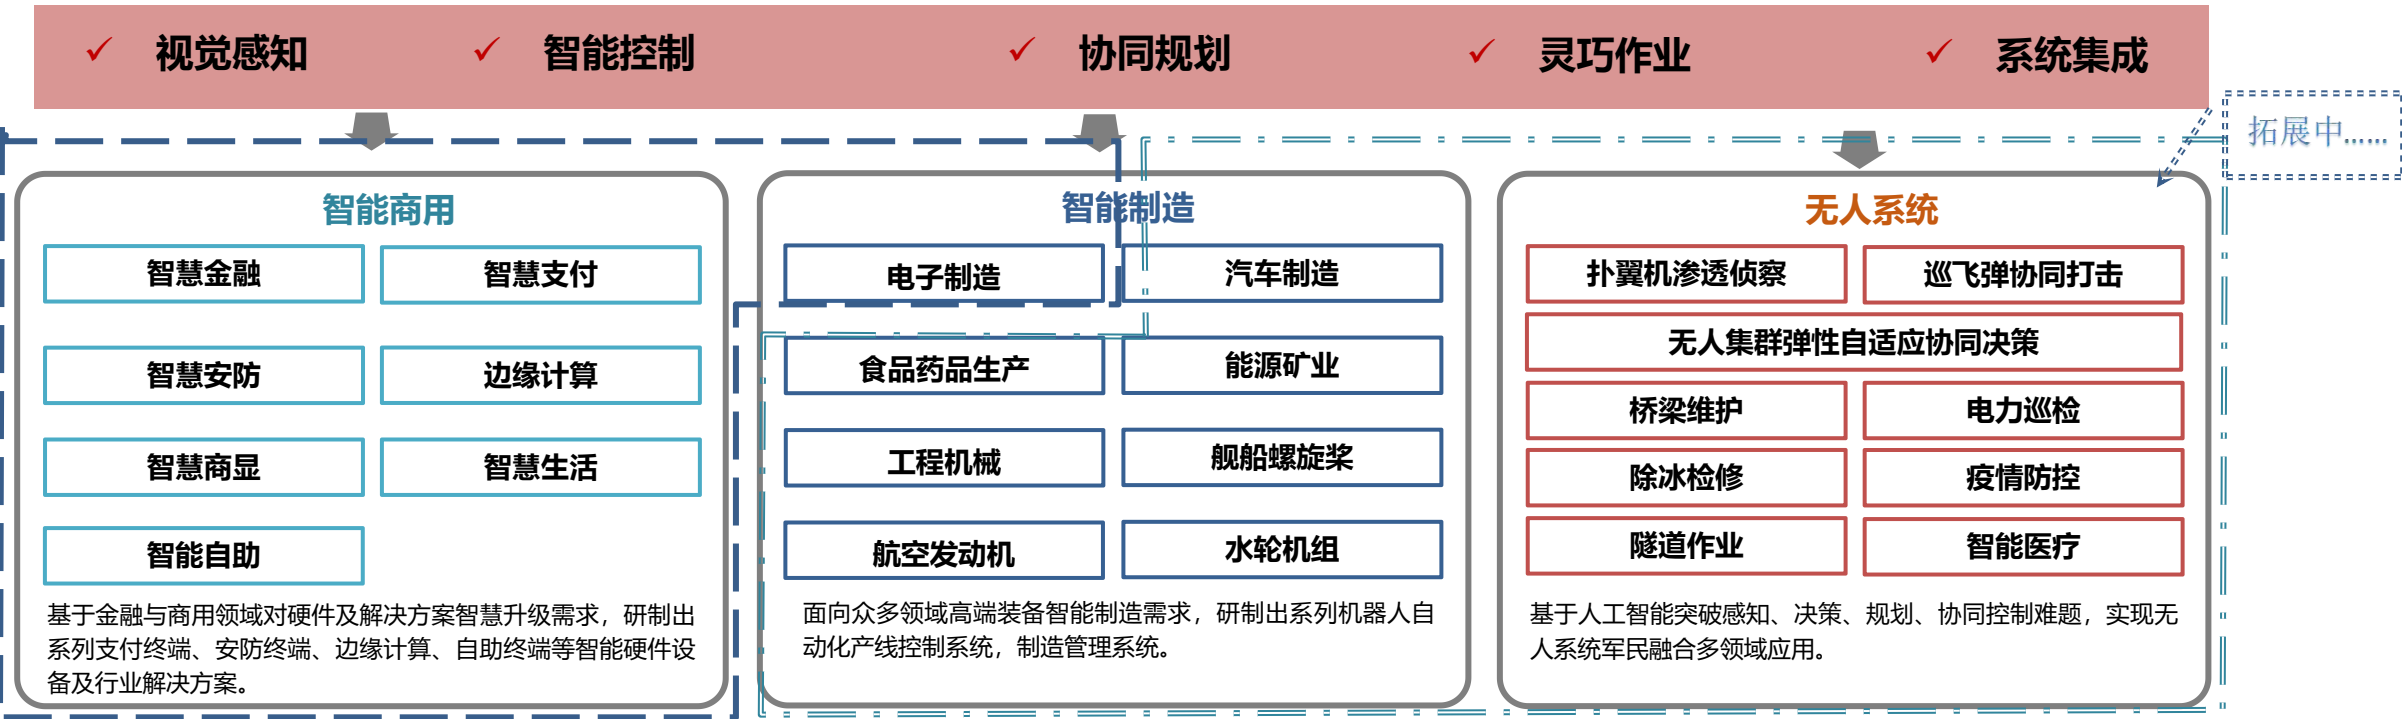 ✓ 视觉感知 ✓ 智能控制 ✓ 协同规划 ✓ 灵巧作业 ✓ 系统集成
拓展中……
智能商用
智慧金融 智慧支付
智慧安防 边缘计算
智慧商显 智慧生活
智能自助
基于金融与商用领域对硬件及解决方案智慧升级需求，研制出
系列支付终端、安防终端、边缘计算、自助终端等智能硬件设
备及行业解决方案。
智能制造
电子制造 汽车制造
食品药品生产 能源矿业
工程机械 舰船螺旋桨
航空发动机 水轮机组
面向众多领域高端装备智能制造需求，研制出系列机器人自
动化产线控制系统，制造管理系统。
无人系统
扑翼机渗透侦察 巡飞弹协同打击
无人集群弹性自适应协同决策
桥梁维护 电力巡检
除冰检修 疫情防控
隧道作业 智能医疗
基于人工智能突破感知、决策、规划、协同控制难题，实现无
人系统军民融合多领域应用。